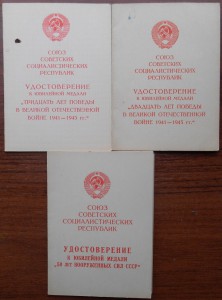 СОЮЗ
СОВЕТСКИХ
СОЦИАЛИСТИЧЕСКИХ
РЕСПУБЛИК
УДОСТОВЕРЕНИЕ
К ЮБИЛЕЙНОЙ МЕДАЛИ
„ТРИДЦАТЬ ЛЕТ ПОБЕДЫ
В ВЕЛИКОЙ ОТЕЧЕСТВЕННОЙ
ВОЙНЕ 1941—1945 гг.“
СОЮЗ
СОВЕТСКИХ
СОЦИАЛИСТИЧЕСКИХ
РЕСПУБЛИК
УДОСТОВЕРЕНИЕ
К ЮБИЛЕЙНОЙ МЕДАЛИ
„ТРИДЦАТЬ ЛЕТ ПОБЕДЫ
В ВЕЛИКОЙ ОТЕЧЕСТВЕННОЙ
ВОЙНЕ 1941—1945 гг.“
СОЮЗ
СОВЕТСКИХ
СОЦИАЛИСТИЧЕСКИХ
РЕСПУБЛИК
УДОСТОВЕРЕНИЕ
К ЮБИЛЕЙНОЙ МЕДАЛИ
„50 ЛЕТ ВООРУЖЕННЫХ СИЛ СССР“